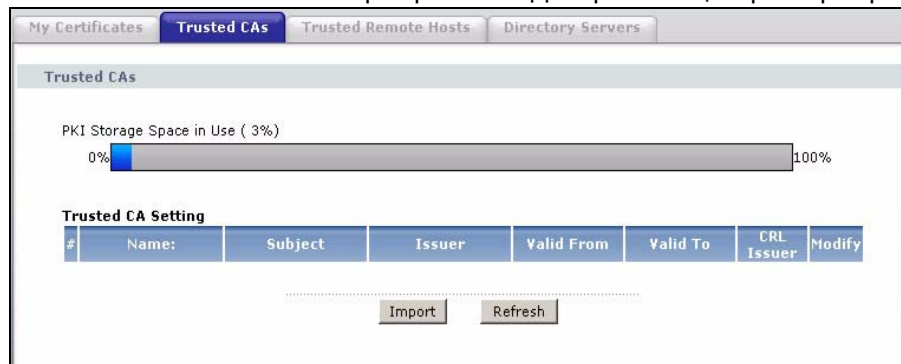 My Certificates Trusted CAs Trusted Remote Hosts Directory Servers
Trusted CAs
PKI Storage Space in Use ( 3%)
0% 100%
Trusted CA Setting
# Name: Subject Issuer Valid From Valid To CRL Issuer Modify
Import Refresh